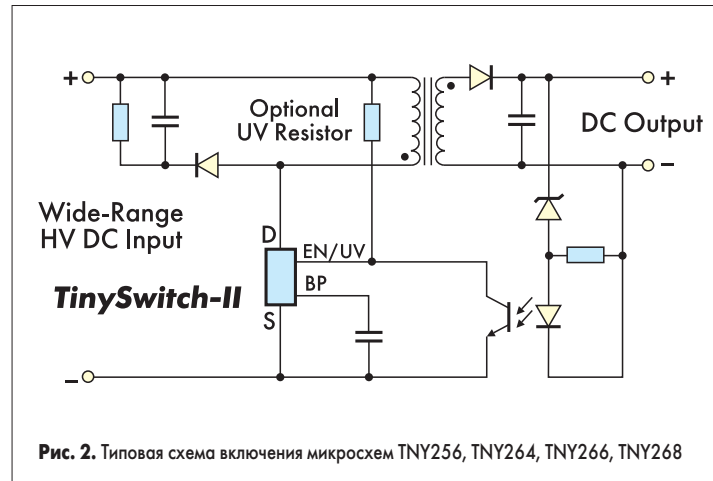 +
+
Optional
UV Resistor
DC Output
−
Wide-Range
HV DC Input
D
EN/UV
BP
TinySwitch-II
S
−
Рис. 2. Типовая схема включения микросхем TNY256, TNY264, TNY266, TNY268